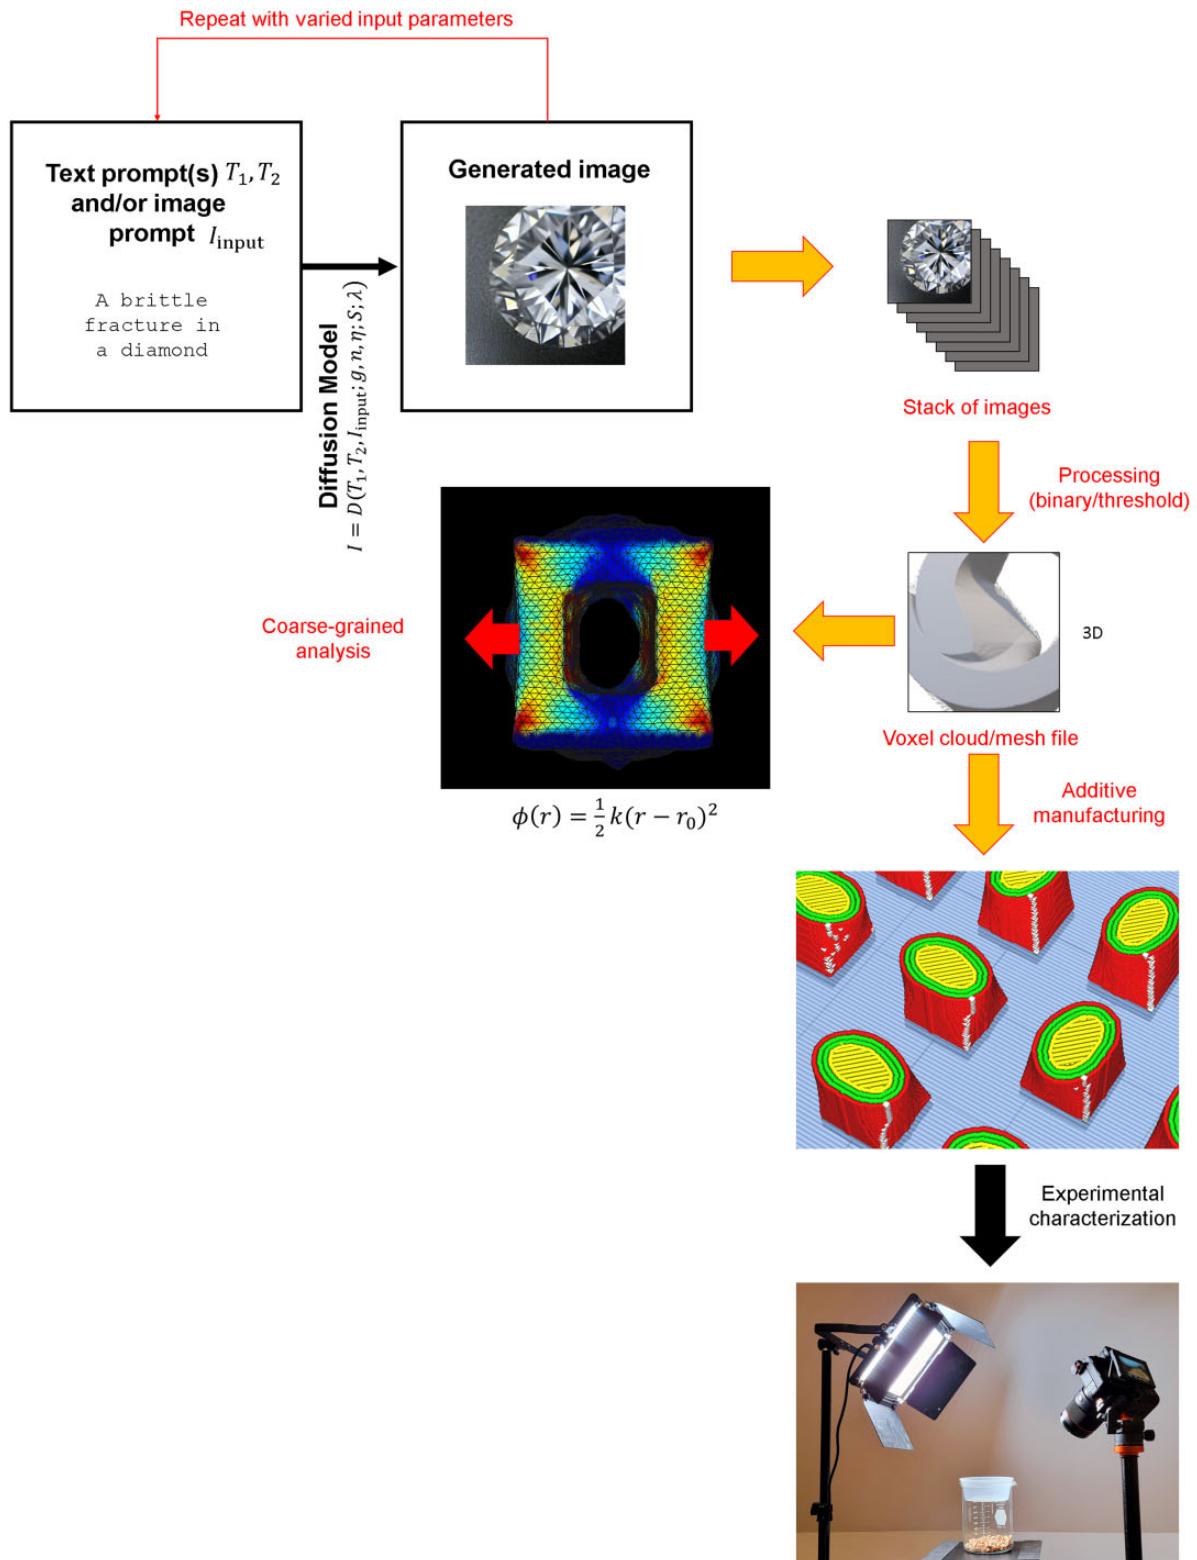 Repeat with varied input parameters
Text prompt(s) T₁, T₂
and/or image
prompt I_input
A brittle
fracture in
a diamond
Diffusion Model
I = D(T₁, T₂, I_input; g, n, η; S; λ)
Generated image
Stack of images
Processing
(binary/threshold)
3D
Voxel cloud/mesh file
Coarse-grained
analysis
ϕ(r) = ½ k(r − r₀)²
Additive
manufacturing
Experimental
characterization